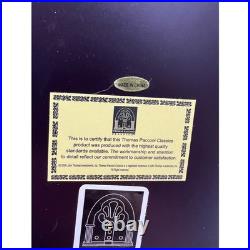 MADE IN CHINA
This is to certify that this Thomas Pacconi Classics
product was produced with the highest quality
standards available. The workmanship and attention
to detail reflect our commitment to customer satisfaction.